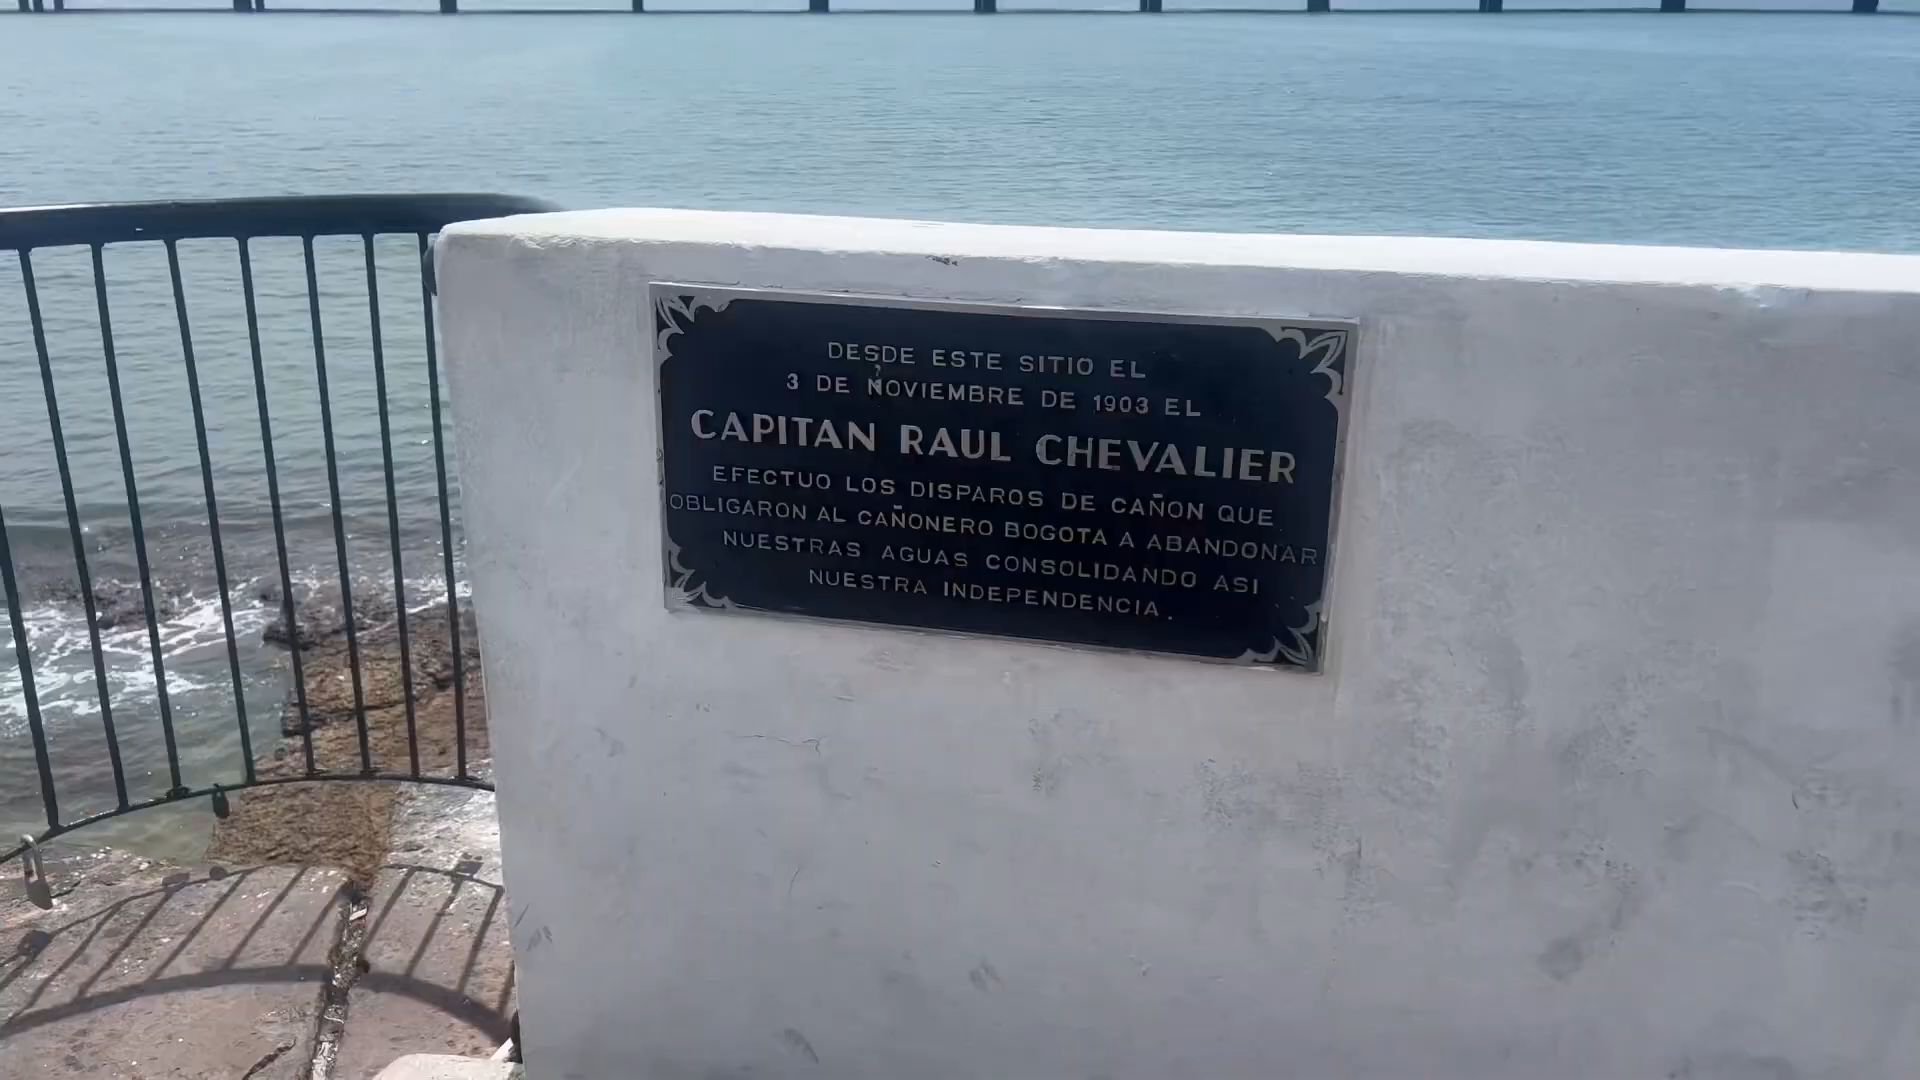 DESDE ESTE SITIO EL
3 DE NOVIEMBRE DE 1903 EL
CAPITAN RAUL CHEVALIER
EFECTUO LOS DISPAROS DE CAÑON QUE
OBLIGARON AL CAÑONERO BOGOTA A ABANDONAR
NUESTRAS AGUAS CONSOLIDANDO ASI
NUESTRA INDEPENDENCIA.